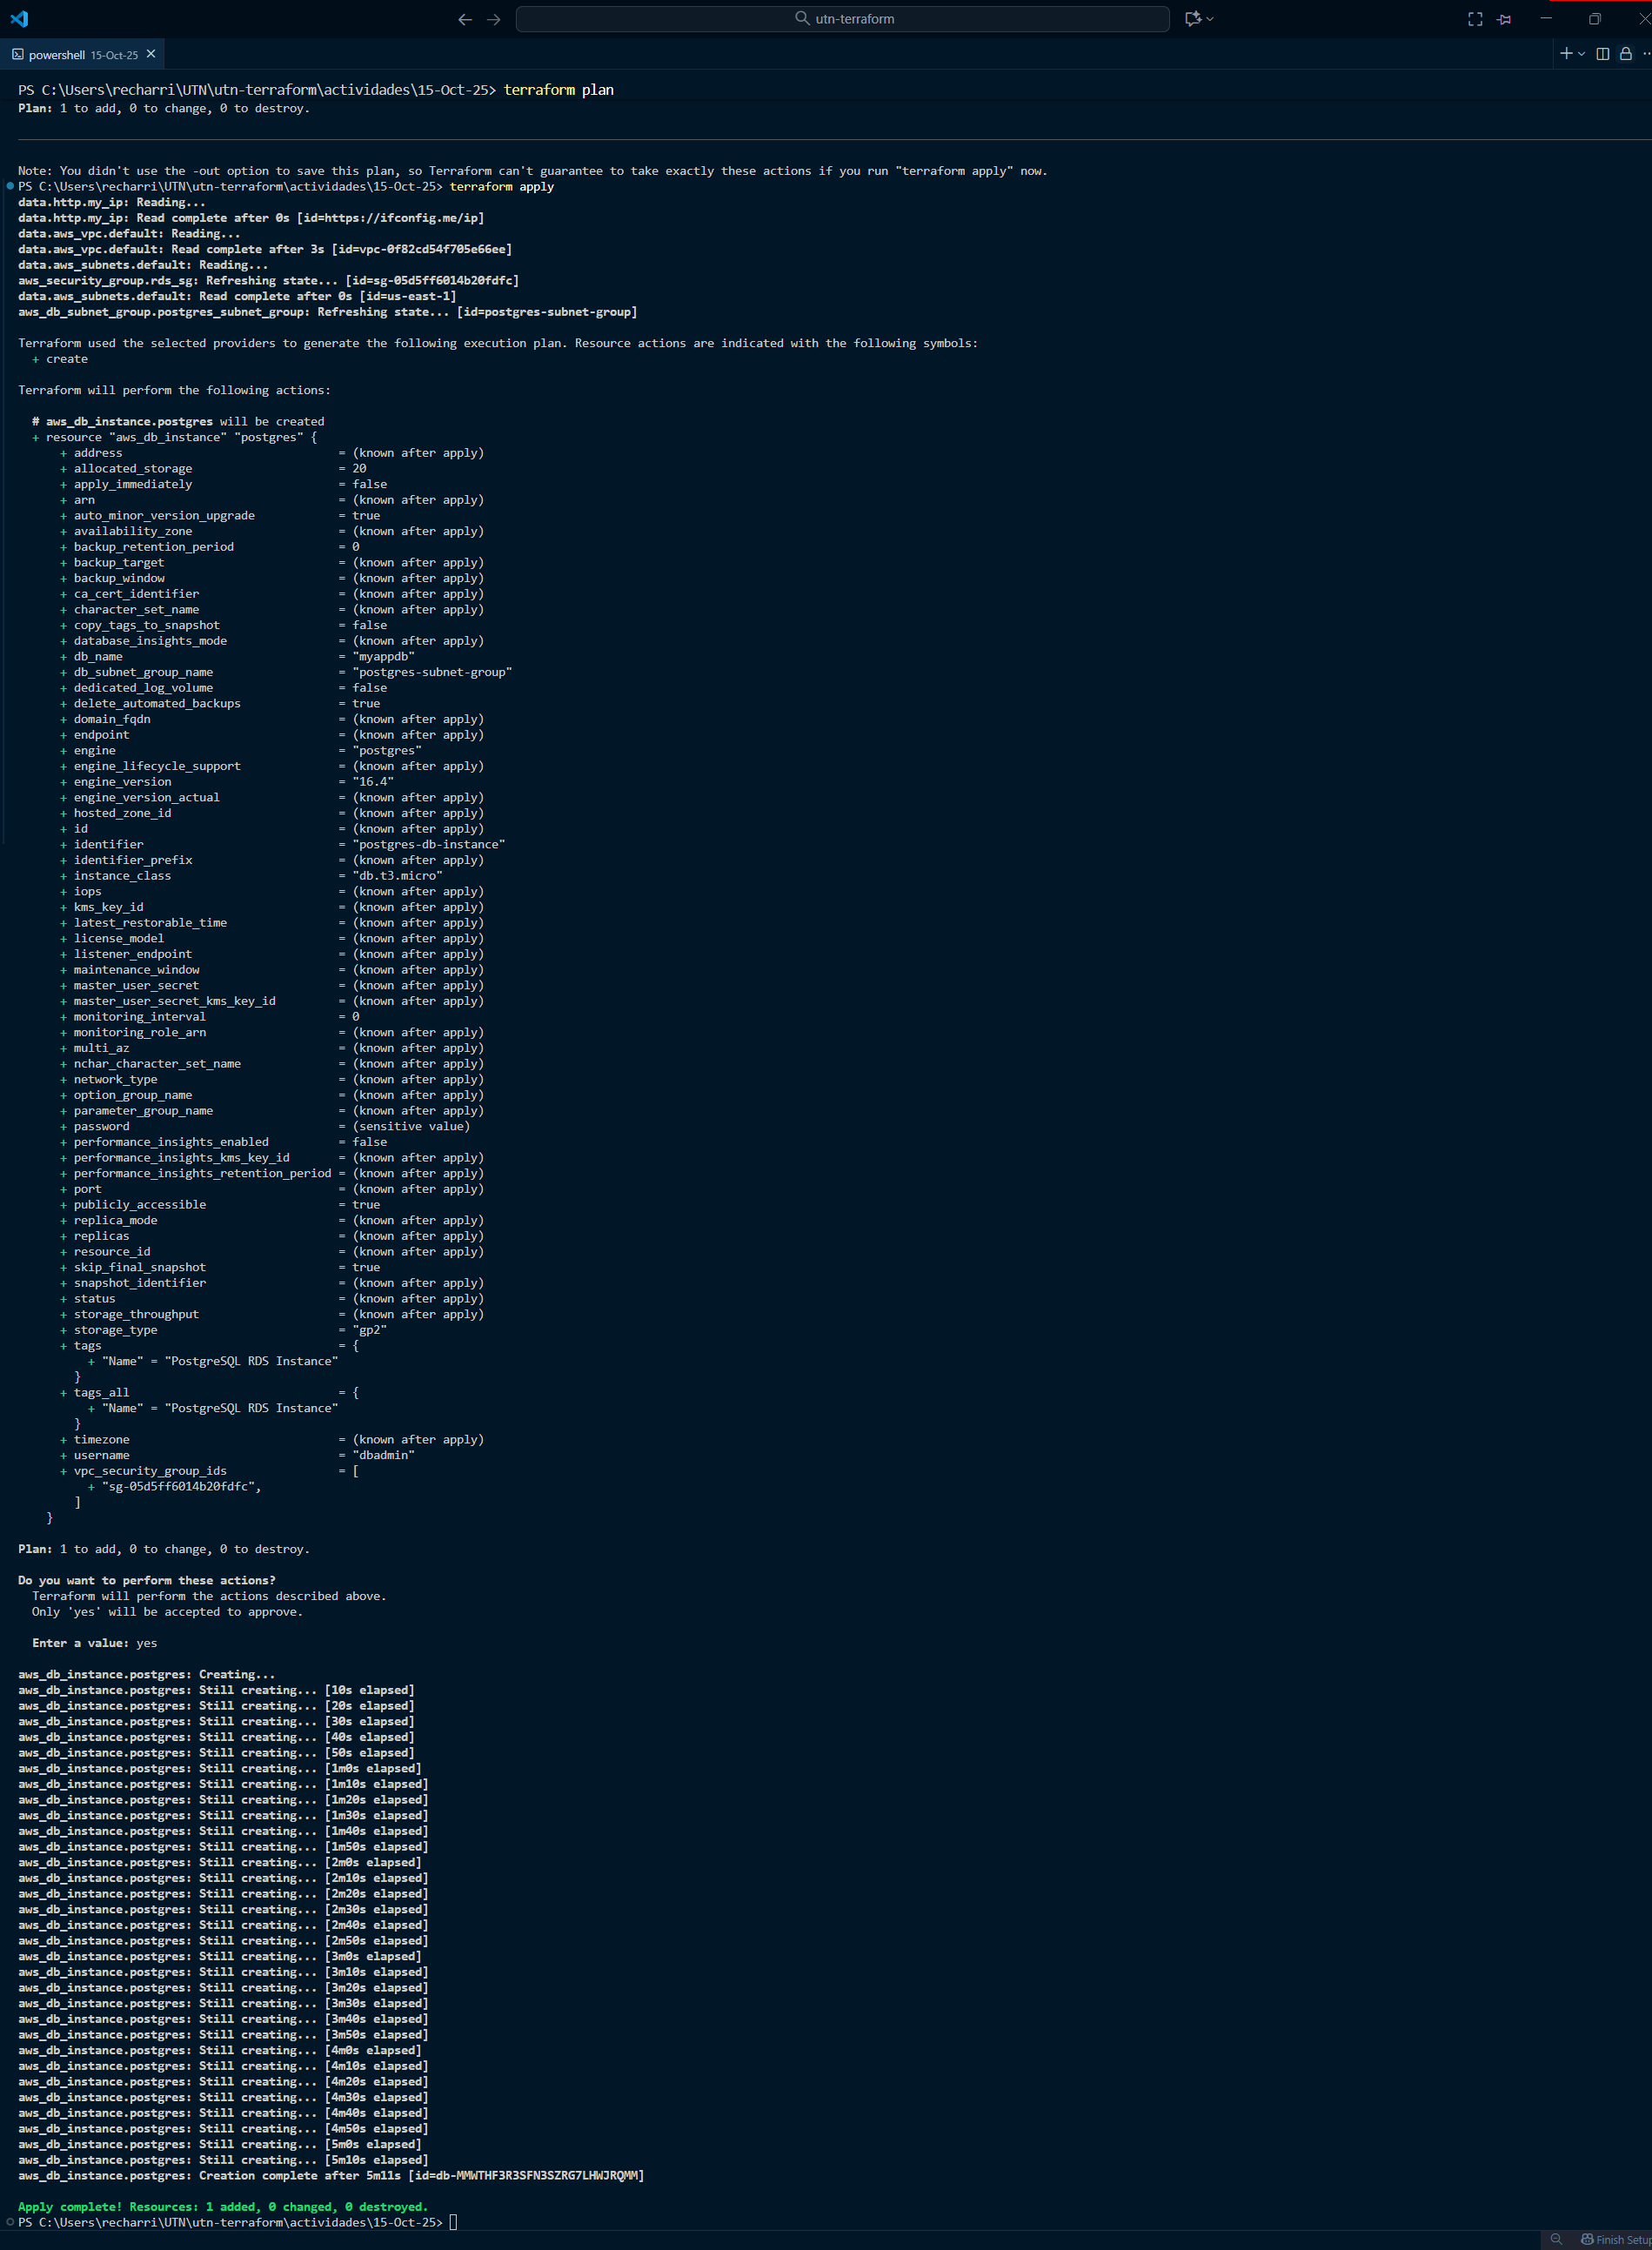 utn-terraform
powershell 15-Oct-25
PS C:\Users\recharri\UTN\utn-terraform\actividades\15-Oct-25> terraform plan
Plan: 1 to add, 0 to change, 0 to destroy.
Note: You didn't use the -out option to save this plan, so Terraform can't guarantee to take exactly these actions if you run "terraform apply" now.
PS C:\Users\recharri\UTN\utn-terraform\actividades\15-Oct-25> terraform apply
data.http.my_ip: Reading...
data.http.my_ip: Read complete after 0s [id=https://ifconfig.me/ip]
data.aws_vpc.default: Reading...
data.aws_vpc.default: Read complete after 3s [id=vpc-0f82cd54f705e66ee]
data.aws_subnets.default: Reading...
aws_security_group.rds_sg: Refreshing state... [id=sg-05d5ff6014b20fdfc]
data.aws_subnets.default: Read complete after 0s [id=us-east-1]
aws_db_subnet_group.postgres_subnet_group: Refreshing state... [id=postgres-subnet-group]
Terraform used the selected providers to generate the following execution plan. Resource actions are indicated with the following symbols:
+ create
Terraform will perform the following actions:
# aws_db_instance.postgres will be created
+ resource "aws_db_instance" "postgres" {
+ address = (known after apply)
+ allocated_storage = 20
+ apply_immediately = false
+ arn = (known after apply)
+ auto_minor_version_upgrade = true
+ availability_zone = (known after apply)
+ backup_retention_period = 0
+ backup_target = (known after apply)
+ backup_window = (known after apply)
+ ca_cert_identifier = (known after apply)
+ character_set_name = (known after apply)
+ copy_tags_to_snapshot = false
+ database_insights_mode = (known after apply)
+ db_name = "myappdb"
+ db_subnet_group_name = "postgres-subnet-group"
+ dedicated_log_volume = false
+ delete_automated_backups = true
+ domain_fqdn = (known after apply)
+ endpoint = (known after apply)
+ engine = "postgres"
+ engine_lifecycle_support = (known after apply)
+ engine_version = "16.4"
+ engine_version_actual = (known after apply)
+ hosted_zone_id = (known after apply)
+ id = (known after apply)
+ identifier = "postgres-db-instance"
+ identifier_prefix = (known after apply)
+ instance_class = "db.t3.micro"
+ iops = (known after apply)
+ kms_key_id = (known after apply)
+ latest_restorable_time = (known after apply)
+ license_model = (known after apply)
+ listener_endpoint = (known after apply)
+ maintenance_window = (known after apply)
+ master_user_secret = (known after apply)
+ master_user_secret_kms_key_id = (known after apply)
+ monitoring_interval = 0
+ monitoring_role_arn = (known after apply)
+ multi_az = (known after apply)
+ nchar_character_set_name = (known after apply)
+ network_type = (known after apply)
+ option_group_name = (known after apply)
+ parameter_group_name = (known after apply)
+ password = (sensitive value)
+ performance_insights_enabled = false
+ performance_insights_kms_key_id = (known after apply)
+ performance_insights_retention_period = (known after apply)
+ port = (known after apply)
+ publicly_accessible = true
+ replica_mode = (known after apply)
+ replicas = (known after apply)
+ resource_id = (known after apply)
+ skip_final_snapshot = true
+ snapshot_identifier = (known after apply)
+ status = (known after apply)
+ storage_throughput = (known after apply)
+ storage_type = "gp2"
+ tags = {
+ "Name" = "PostgreSQL RDS Instance"
}
+ tags_all = {
+ "Name" = "PostgreSQL RDS Instance"
}
+ timezone = (known after apply)
+ username = "dbadmin"
+ vpc_security_group_ids = [
+ "sg-05d5ff6014b20fdfc",
]
}
Plan: 1 to add, 0 to change, 0 to destroy.
Do you want to perform these actions?
Terraform will perform the actions described above.
Only 'yes' will be accepted to approve.
Enter a value: yes
aws_db_instance.postgres: Creating...
aws_db_instance.postgres: Still creating... [10s elapsed]
aws_db_instance.postgres: Still creating... [20s elapsed]
aws_db_instance.postgres: Still creating... [30s elapsed]
aws_db_instance.postgres: Still creating... [40s elapsed]
aws_db_instance.postgres: Still creating... [50s elapsed]
aws_db_instance.postgres: Still creating... [1m0s elapsed]
aws_db_instance.postgres: Still creating... [1m10s elapsed]
aws_db_instance.postgres: Still creating... [1m20s elapsed]
aws_db_instance.postgres: Still creating... [1m30s elapsed]
aws_db_instance.postgres: Still creating... [1m40s elapsed]
aws_db_instance.postgres: Still creating... [1m50s elapsed]
aws_db_instance.postgres: Still creating... [2m0s elapsed]
aws_db_instance.postgres: Still creating... [2m10s elapsed]
aws_db_instance.postgres: Still creating... [2m20s elapsed]
aws_db_instance.postgres: Still creating... [2m30s elapsed]
aws_db_instance.postgres: Still creating... [2m40s elapsed]
aws_db_instance.postgres: Still creating... [2m50s elapsed]
aws_db_instance.postgres: Still creating... [3m0s elapsed]
aws_db_instance.postgres: Still creating... [3m10s elapsed]
aws_db_instance.postgres: Still creating... [3m20s elapsed]
aws_db_instance.postgres: Still creating... [3m30s elapsed]
aws_db_instance.postgres: Still creating... [3m40s elapsed]
aws_db_instance.postgres: Still creating... [3m50s elapsed]
aws_db_instance.postgres: Still creating... [4m0s elapsed]
aws_db_instance.postgres: Still creating... [4m10s elapsed]
aws_db_instance.postgres: Still creating... [4m20s elapsed]
aws_db_instance.postgres: Still creating... [4m30s elapsed]
aws_db_instance.postgres: Still creating... [4m40s elapsed]
aws_db_instance.postgres: Still creating... [4m50s elapsed]
aws_db_instance.postgres: Still creating... [5m0s elapsed]
aws_db_instance.postgres: Still creating... [5m10s elapsed]
aws_db_instance.postgres: Creation complete after 5m11s [id=db-MMWTHF3R3SFN3SZRG7LHWJRQMM]
Apply complete! Resources: 1 added, 0 changed, 0 destroyed.
PS C:\Users\recharri\UTN\utn-terraform\actividades\15-Oct-25>
Finish Setup